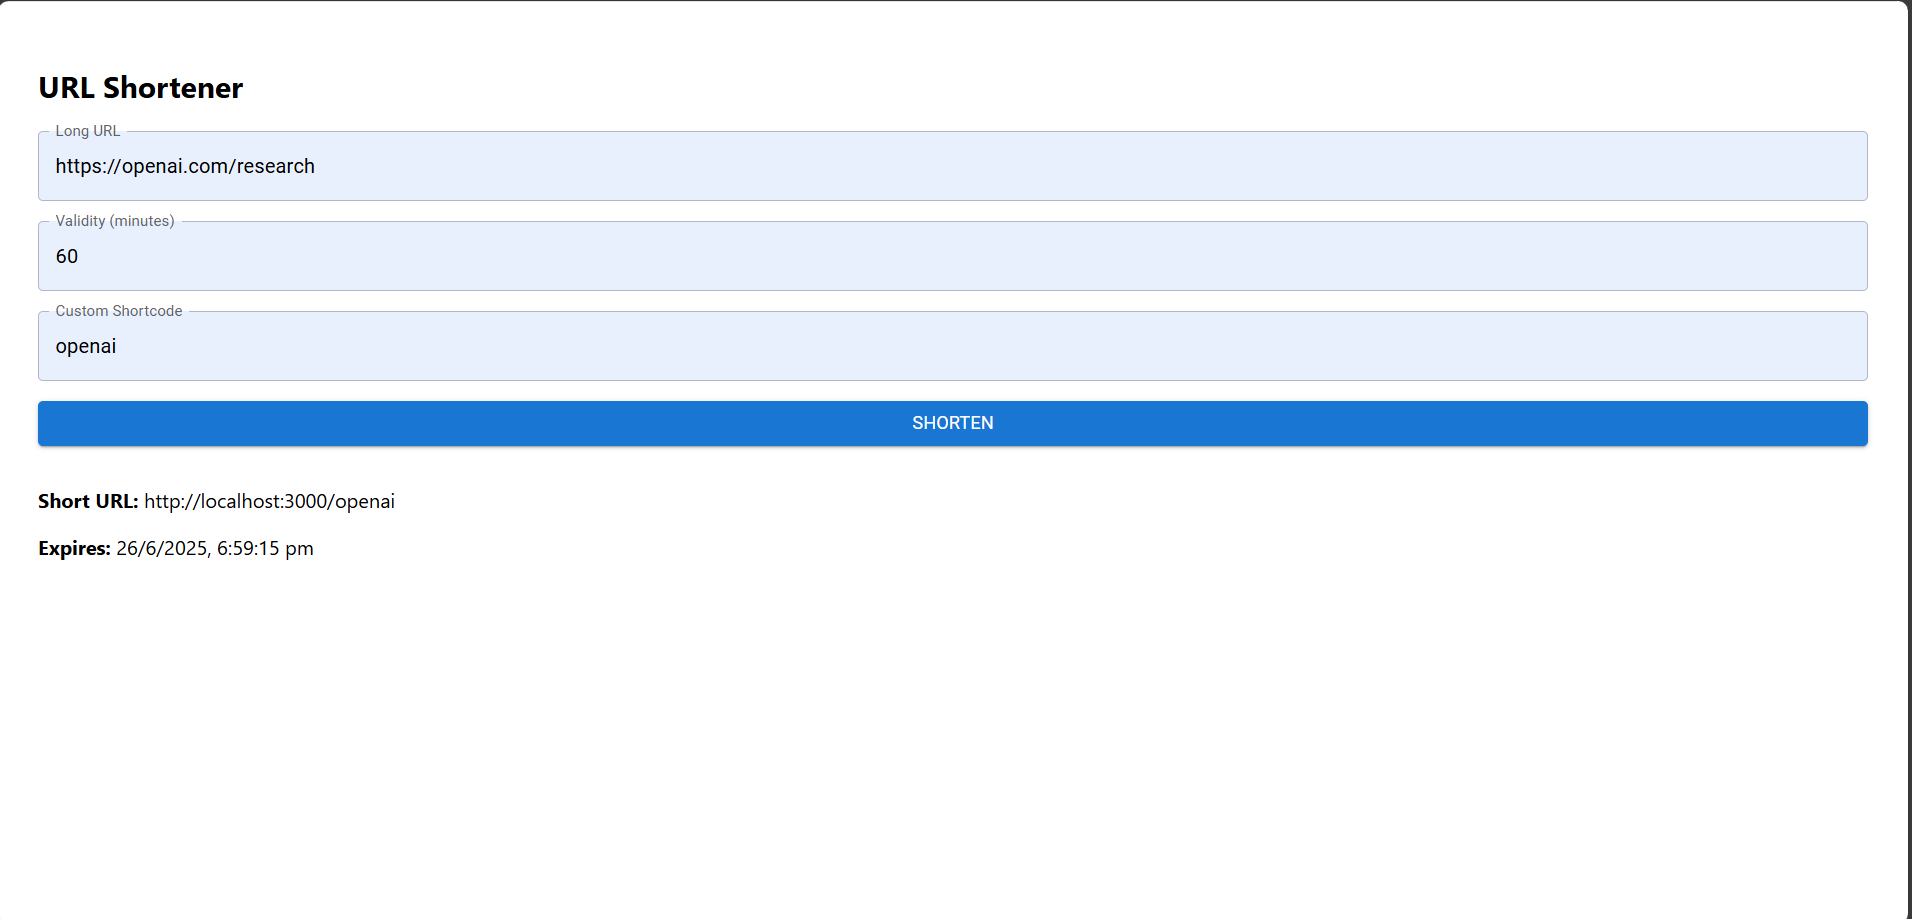 URL Shortener
Long URL
https://openai.com/research
Validity (minutes)
60
Custom Shortcode
openai
SHORTEN
Short URL: http://localhost:3000/openai
Expires: 26/6/2025, 6:59:15 pm